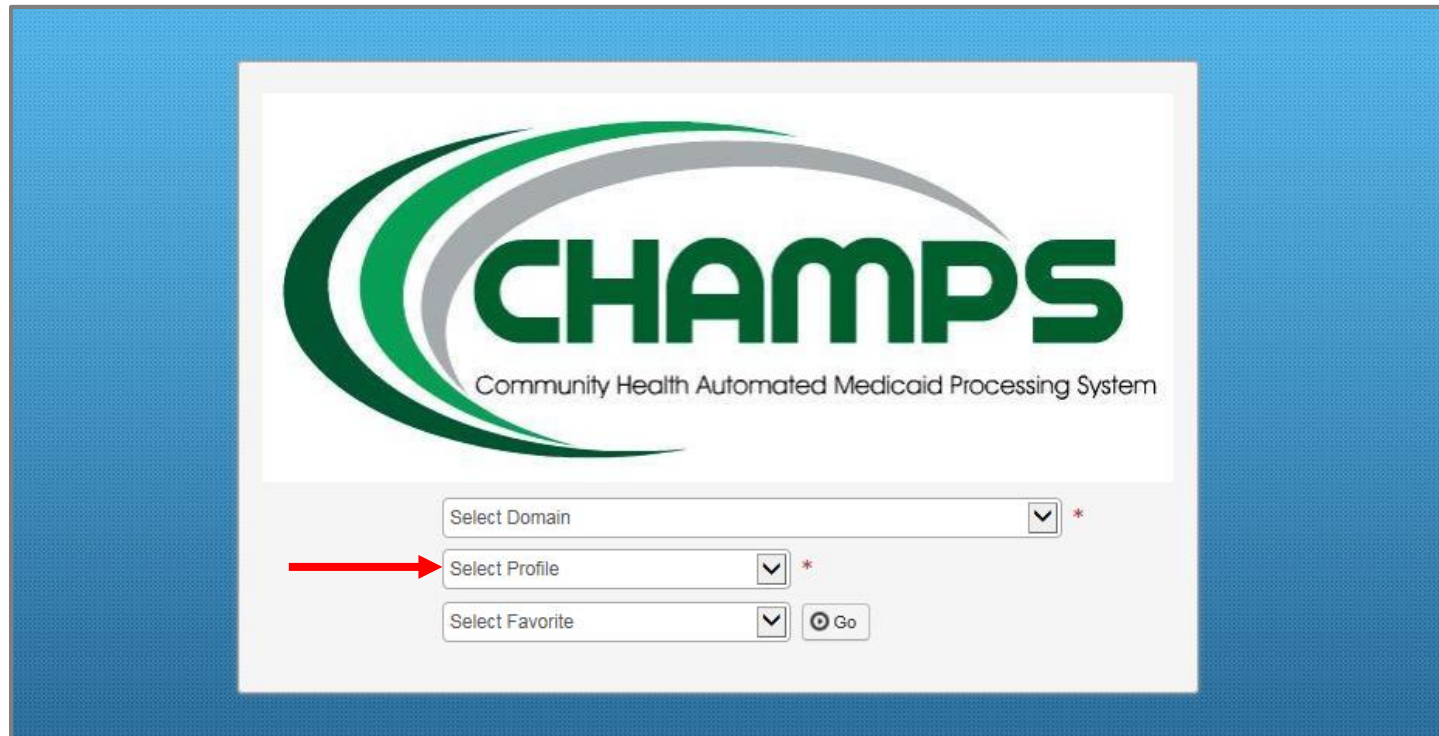 CHAMPS
Community Health Automated Medicaid Processing System
Select Domain *
Select Profile *
Select Favorite Go